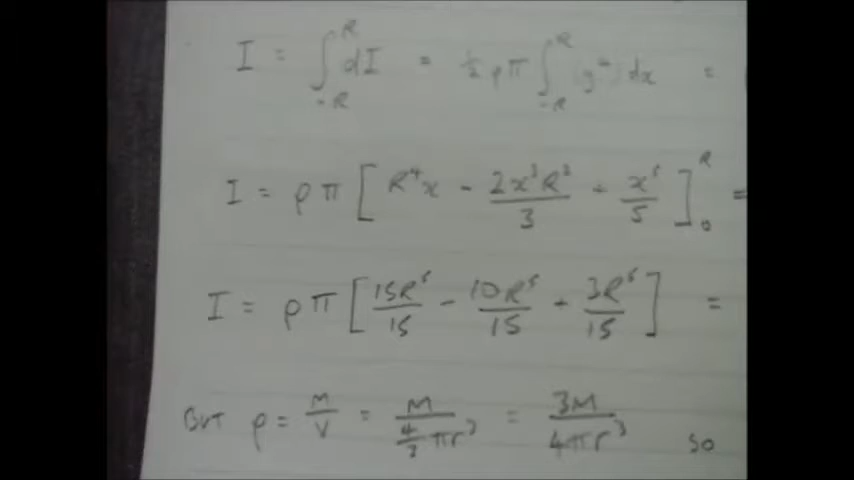 I = ∫_{-R}^{R} dI = ½ρπ ∫_{-R}^{R} (y⁴) dx =
I = ρπ [ R⁴x - 2x³R²/3 + x⁵/5 ]₀ᴿ =
I = ρπ [ 15R⁵/15 - 10R⁵/15 + 3R⁵/15 ] =
BUT ρ = M/V = M/(4/3 πr³) = 3M/4πr³ so